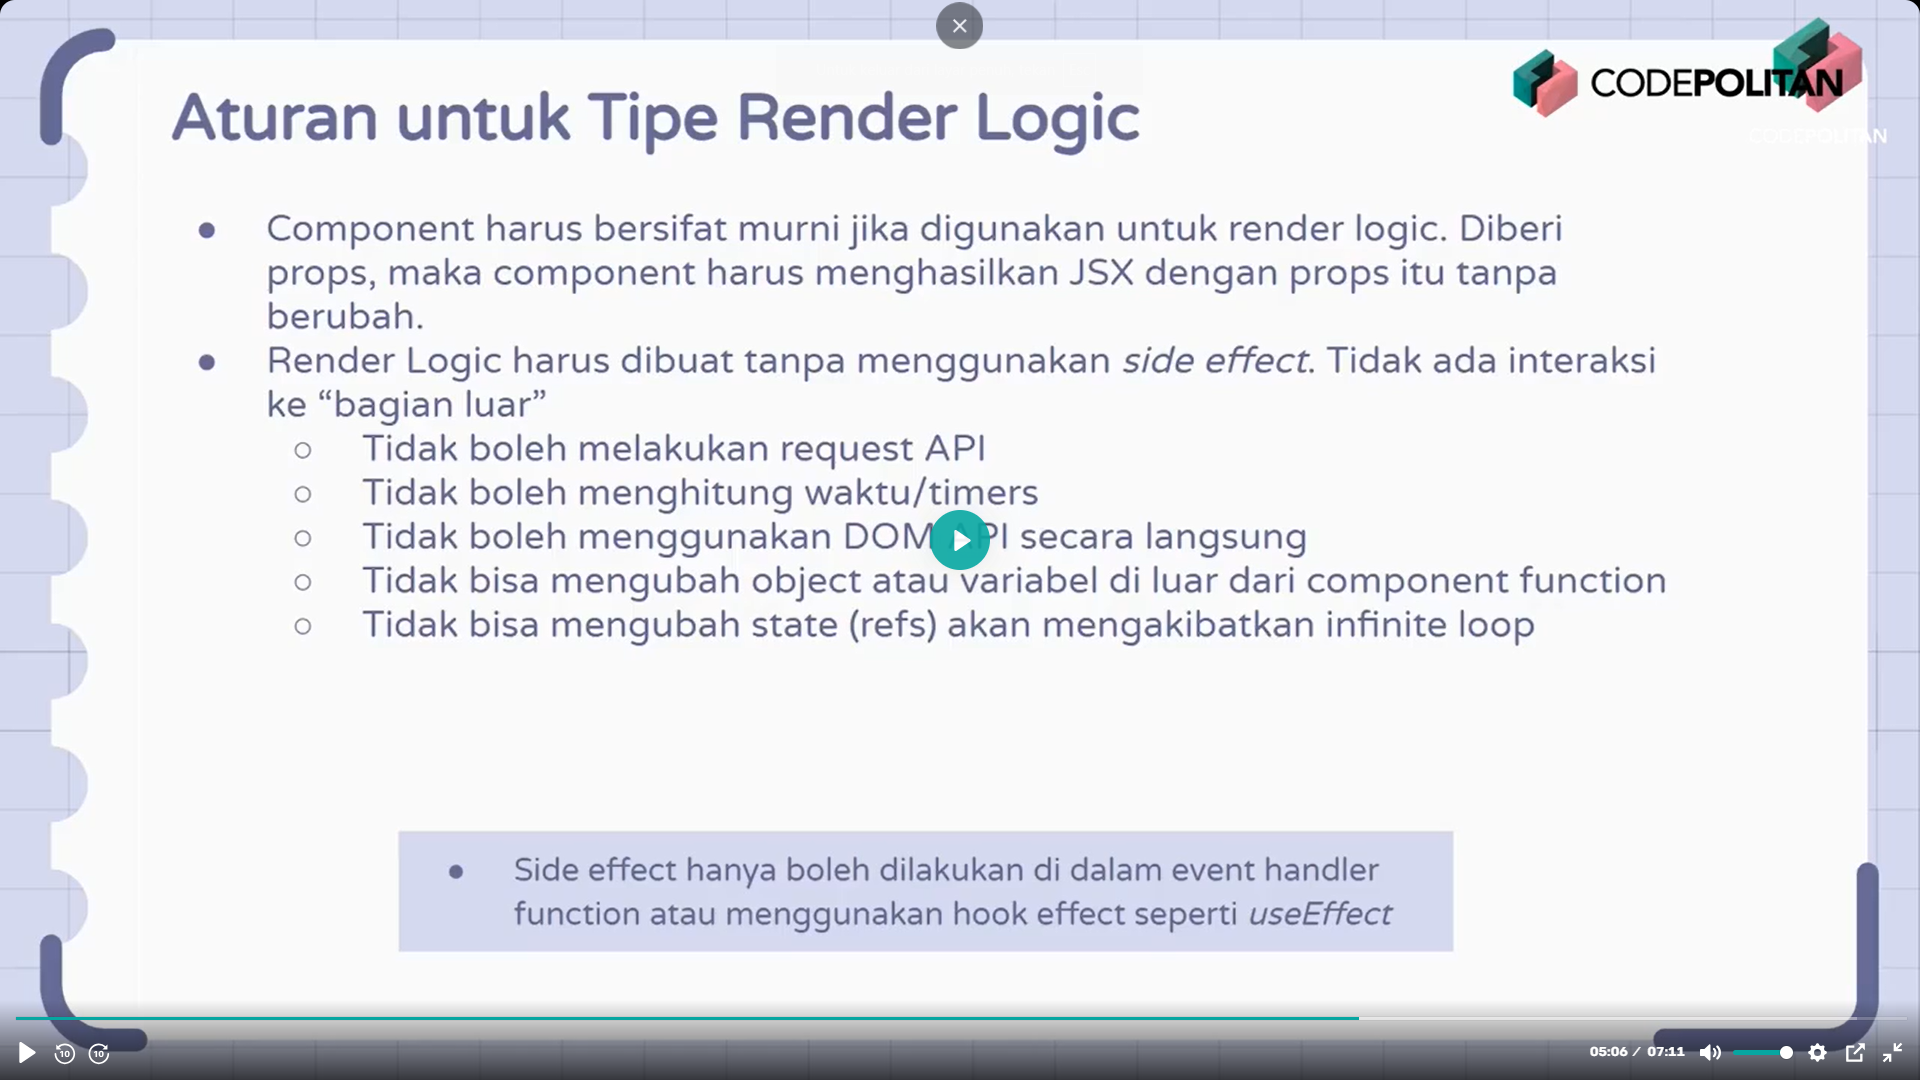 CODEPOLITAN
CODEPOLITAN
Aturan untuk Tipe Render Logic
● Component harus bersifat murni jika digunakan untuk render logic. Diberi
props, maka component harus menghasilkan JSX dengan props itu tanpa
berubah.
● Render Logic harus dibuat tanpa menggunakan side effect. Tidak ada interaksi
ke “bagian luar”
○ Tidak boleh melakukan request API
○ Tidak boleh menghitung waktu/timers
○ Tidak boleh menggunakan DOM API secara langsung
○ Tidak bisa mengubah object atau variabel di luar dari component function
○ Tidak bisa mengubah state (refs) akan mengakibatkan infinite loop
● Side effect hanya boleh dilakukan di dalam event handler
function atau menggunakan hook effect seperti useEffect
10 10 05:06 / 07:11